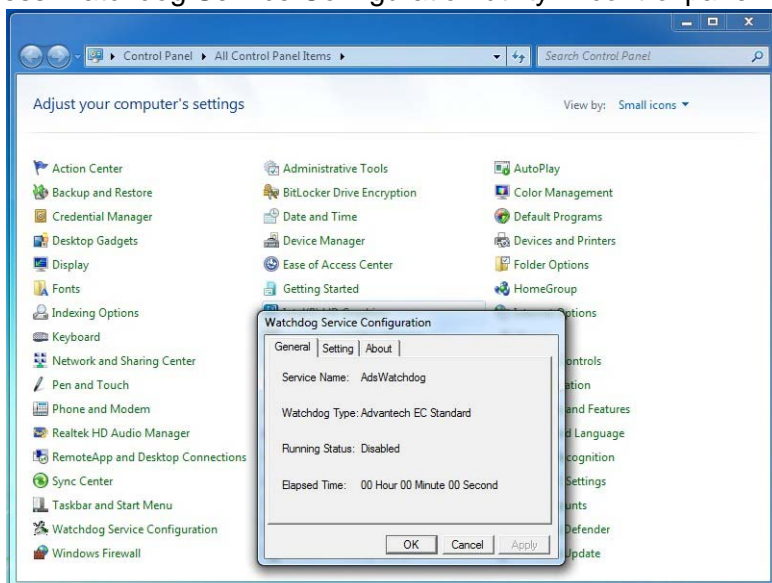 Control Panel ▸ All Control Panel Items ▸
Search Control Panel
Adjust your computer's settings
View by: Small icons
Action Center
Administrative Tools
AutoPlay
Backup and Restore
BitLocker Drive Encryption
Color Management
Credential Manager
Date and Time
Default Programs
Desktop Gadgets
Device Manager
Devices and Printers
Display
Ease of Access Center
Folder Options
Fonts
Getting Started
HomeGroup
Indexing Options
ptions
Keyboard
Network and Sharing Center
ontrols
Pen and Touch
ation
Phone and Modem
and Features
Realtek HD Audio Manager
d Language
RemoteApp and Desktop Connections
cognition
Sync Center
Settings
Taskbar and Start Menu
unts
Watchdog Service Configuration
Defender
Windows Firewall
Update
Watchdog Service Configuration
General Setting About
Service Name: AdsWatchdog
Watchdog Type: Advantech EC Standard
Running Status: Disabled
Elapsed Time: 00 Hour 00 Minute 00 Second
OK Cancel Apply